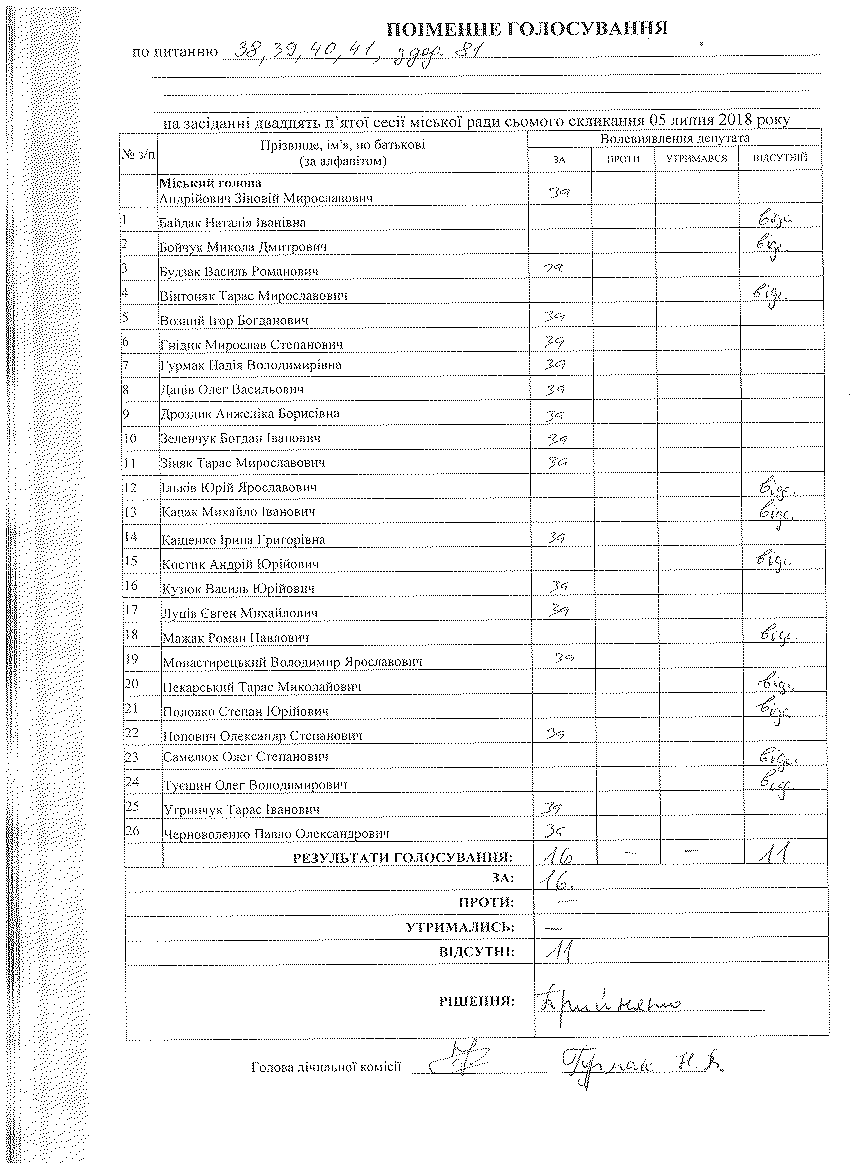 ПОІМЕННЕ ГОЛОСУВАННЯ
по питанню 38, 39, 40, 41, 81
на засіданні двадцять п'ятої сесії міської ради сьомого скликання 05 липня 2018 року
№ з/п Прізвище, ім'я, по батькові (за алфавітом) Волевиявлення депутата
ЗА ПРОТИ УТРИМАВСЯ ВІДСУТНІЙ
Міський голова
Андрійович Зіновій Мирославович за
1 Байдак Наталія Іванівна відс.
2 Бойчук Микола Дмитрович відс.
3 Будзак Василь Романович за
4 Вінтоняк Тарас Мирославович відс.
5 Возний Ігор Богданович за
6 Гнідик Мирослав Степанович за
7 Гурмак Надія Володимирівна за
8 Даців Олег Васильович за
9 Дроздик Анжеліка Борисівна за
10 Зеленчук Богдан Іванович за
11 Зіняк Тарас Мирославович за
12 Ільків Юрій Ярославович відс.
13 Кацак Михайло Іванович відс.
14 Кащенко Ірина Григорівна за
15 Костик Андрій Юрійович відс.
16 Кузюк Василь Юрійович за
17 Луців Євген Михайлович за
18 Мажак Роман Павлович відс.
19 Монастирецький Володимир Ярославович за
20 Пекарський Тарас Миколайович відс.
21 Половко Степан Юрійович відс
22 Попович Олександр Степанович за
23 Самелюк Олег Степанович відс.
24 Туєшин Олег Володимирович відс.
25 Угринчук Тарас Іванович за
26 Черноволенко Павло Олександрович за
РЕЗУЛЬТАТИ ГОЛОСУВАННЯ: 16 – – 11
ЗА: 16.
ПРОТИ: —
УТРИМАЛИСЬ: —
ВІДСУТНІ: 11
РІШЕННЯ: Прийнято
Голова лічильної комісії Гурмак Н.В.